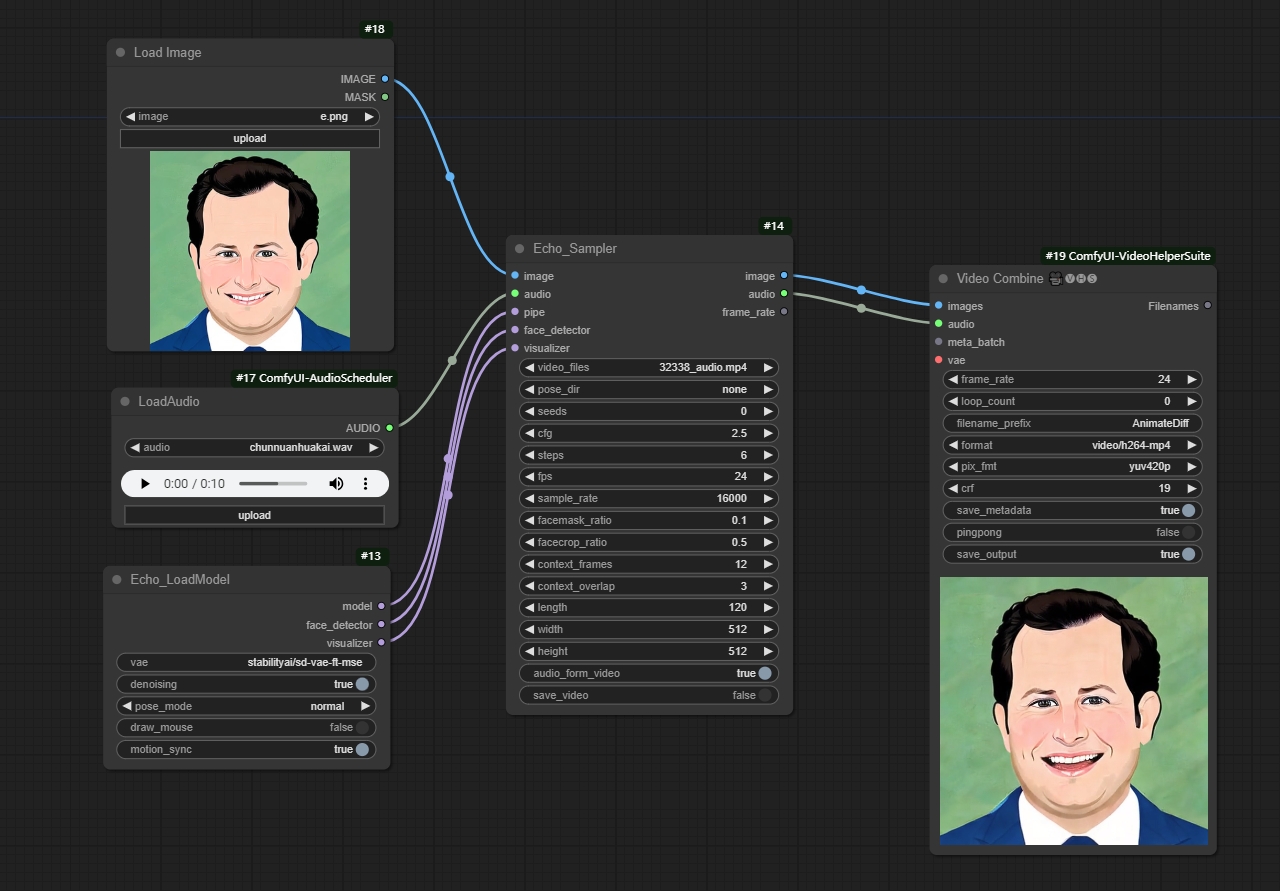 #18
Load Image
IMAGE
MASK
image e.png
upload
#17 ComfyUI-AudioScheduler
LoadAudio
AUDIO
audio chunnuanhuakai.wav
0:00 / 0:10
upload
#13
Echo_LoadModel
model
face_detector
visualizer
vae stabilityai/sd-vae-ft-mse
denoising true
pose_mode normal
draw_mouse false
motion_sync true
#14
Echo_Sampler
image image
audio audio
pipe frame_rate
face_detector
visualizer
video_files 32338_audio.mp4
pose_dir none
seeds 0
cfg 2.5
steps 6
fps 24
sample_rate 16000
facemask_ratio 0.1
facecrop_ratio 0.5
context_frames 12
context_overlap 3
length 120
width 512
height 512
audio_form_video true
save_video false
#19 ComfyUI-VideoHelperSuite
Video Combine 🎥🅥🅗🅢
images Filenames
audio
meta_batch
vae
frame_rate 24
loop_count 0
filename_prefix AnimateDiff
format video/h264-mp4
pix_fmt yuv420p
crf 19
save_metadata true
pingpong false
save_output true